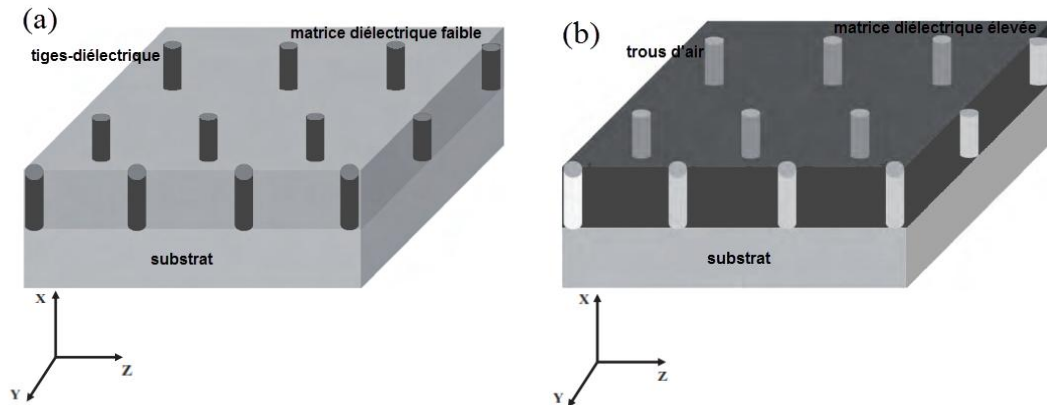 (a)
matrice diélectrique faible
tiges-diélectrique
substrat
X
Z
Y
(b)
matrice diélectrique élevée
trous d'air
substrat
X
Z
Y